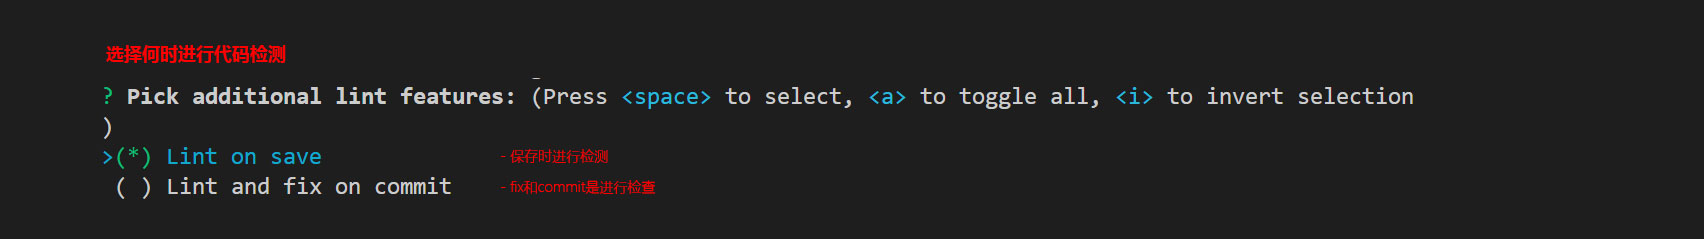 选择何时进行代码检测
? Pick additional lint features: (Press <space> to select, <a> to toggle all, <i> to invert selection
)
>(*) Lint on save - 保存时进行检测
( ) Lint and fix on commit - fix和commit是进行检查